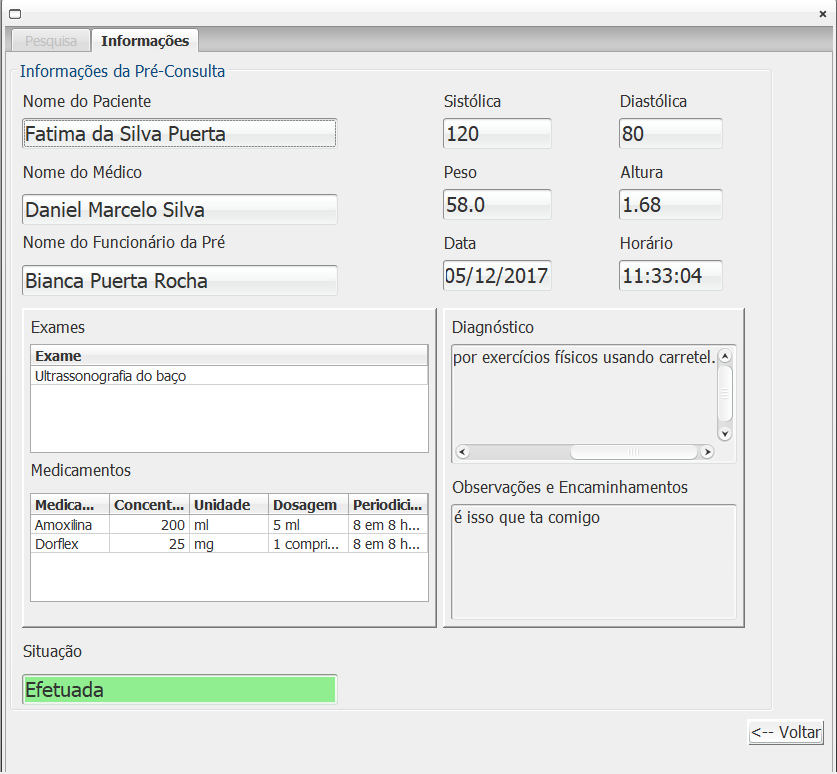 Pesquisa Informações
Informações da Pré-Consulta
Nome do Paciente
Fatima da Silva Puerta
Nome do Médico
Daniel Marcelo Silva
Nome do Funcionário da Pré
Bianca Puerta Rocha
Sistólica Diastólica
120 80
Peso Altura
58.0 1.68
Data Horário
05/12/2017 11:33:04
Exames
Exame
Ultrassonografia do baço
Medicamentos
Medica... Concent... Unidade Dosagem Periodici...
Amoxilina 200 ml 5 ml 8 em 8 h...
Dorflex 25 mg 1 compri... 8 em 8 h...
Diagnóstico
por exercícios físicos usando carretel.
Observações e Encaminhamentos
é isso que ta comigo
Situação
Efetuada
<-- Voltar